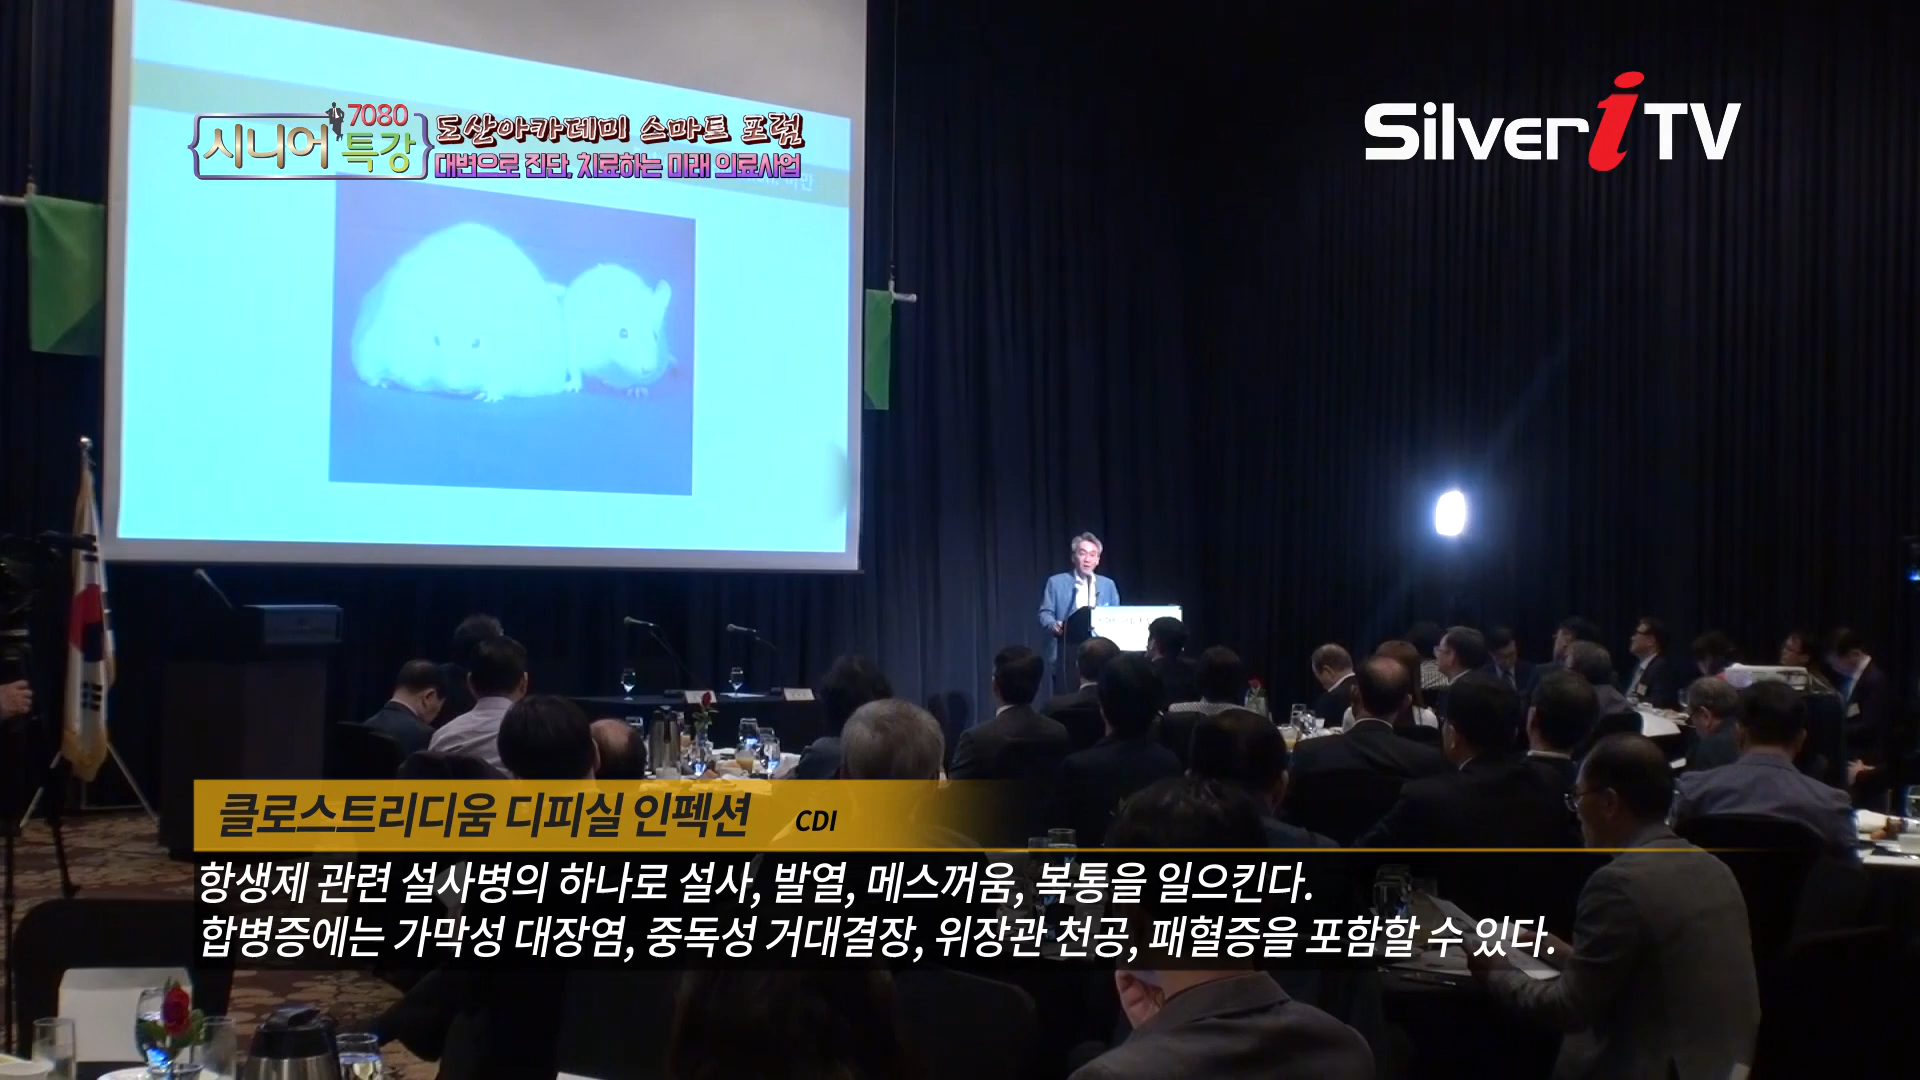 7080
시니어 특강
도산아카데미 스마트 포럼
대변으로 진단, 치료하는 미래 의료사업
Silver i TV
클로스트리디움 디피실 인펙션 CDI
항생제 관련 설사병의 하나로 설사, 발열, 메스꺼움, 복통을 일으킨다.
합병증에는 가막성 대장염, 중독성 거대결장, 위장관 천공, 패혈증을 포함할 수 있다.